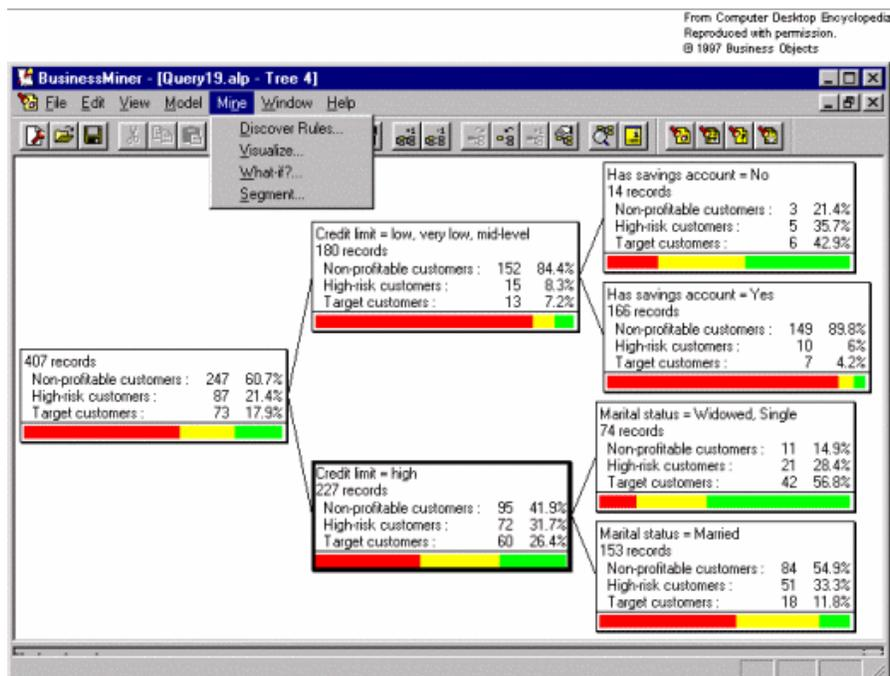 From Computer Desktop Encyclopedia
Reproduced with permission.
© 1997 Business Objects
BusinessMiner - [Query19.alp - Tree 4]
File Edit View Model Mine Window Help
Discover Rules...
Visualize...
What-if?...
Segment...
Has savings account = No
14 records
Non-profitable customers : 3 21.4%
High-risk customers : 5 35.7%
Target customers : 6 42.9%
Credit limit = low, very low, mid-level
180 records
Non-profitable customers : 152 84.4%
High-risk customers : 15 8.3%
Target customers : 13 7.2%
Has savings account = Yes
166 records
Non-profitable customers : 149 89.8%
High-risk customers : 10 6%
Target customers : 7 4.2%
407 records
Non-profitable customers : 247 60.7%
High-risk customers : 87 21.4%
Target customers : 73 17.9%
Marital status = Widowed, Single
74 records
Non-profitable customers : 11 14.9%
High-risk customers : 21 28.4%
Target customers : 42 56.8%
Credit limit = high
227 records
Non-profitable customers : 95 41.9%
High-risk customers : 72 31.7%
Target customers : 60 26.4%
Marital status = Married
153 records
Non-profitable customers : 84 54.9%
High-risk customers : 51 33.3%
Target customers : 18 11.8%